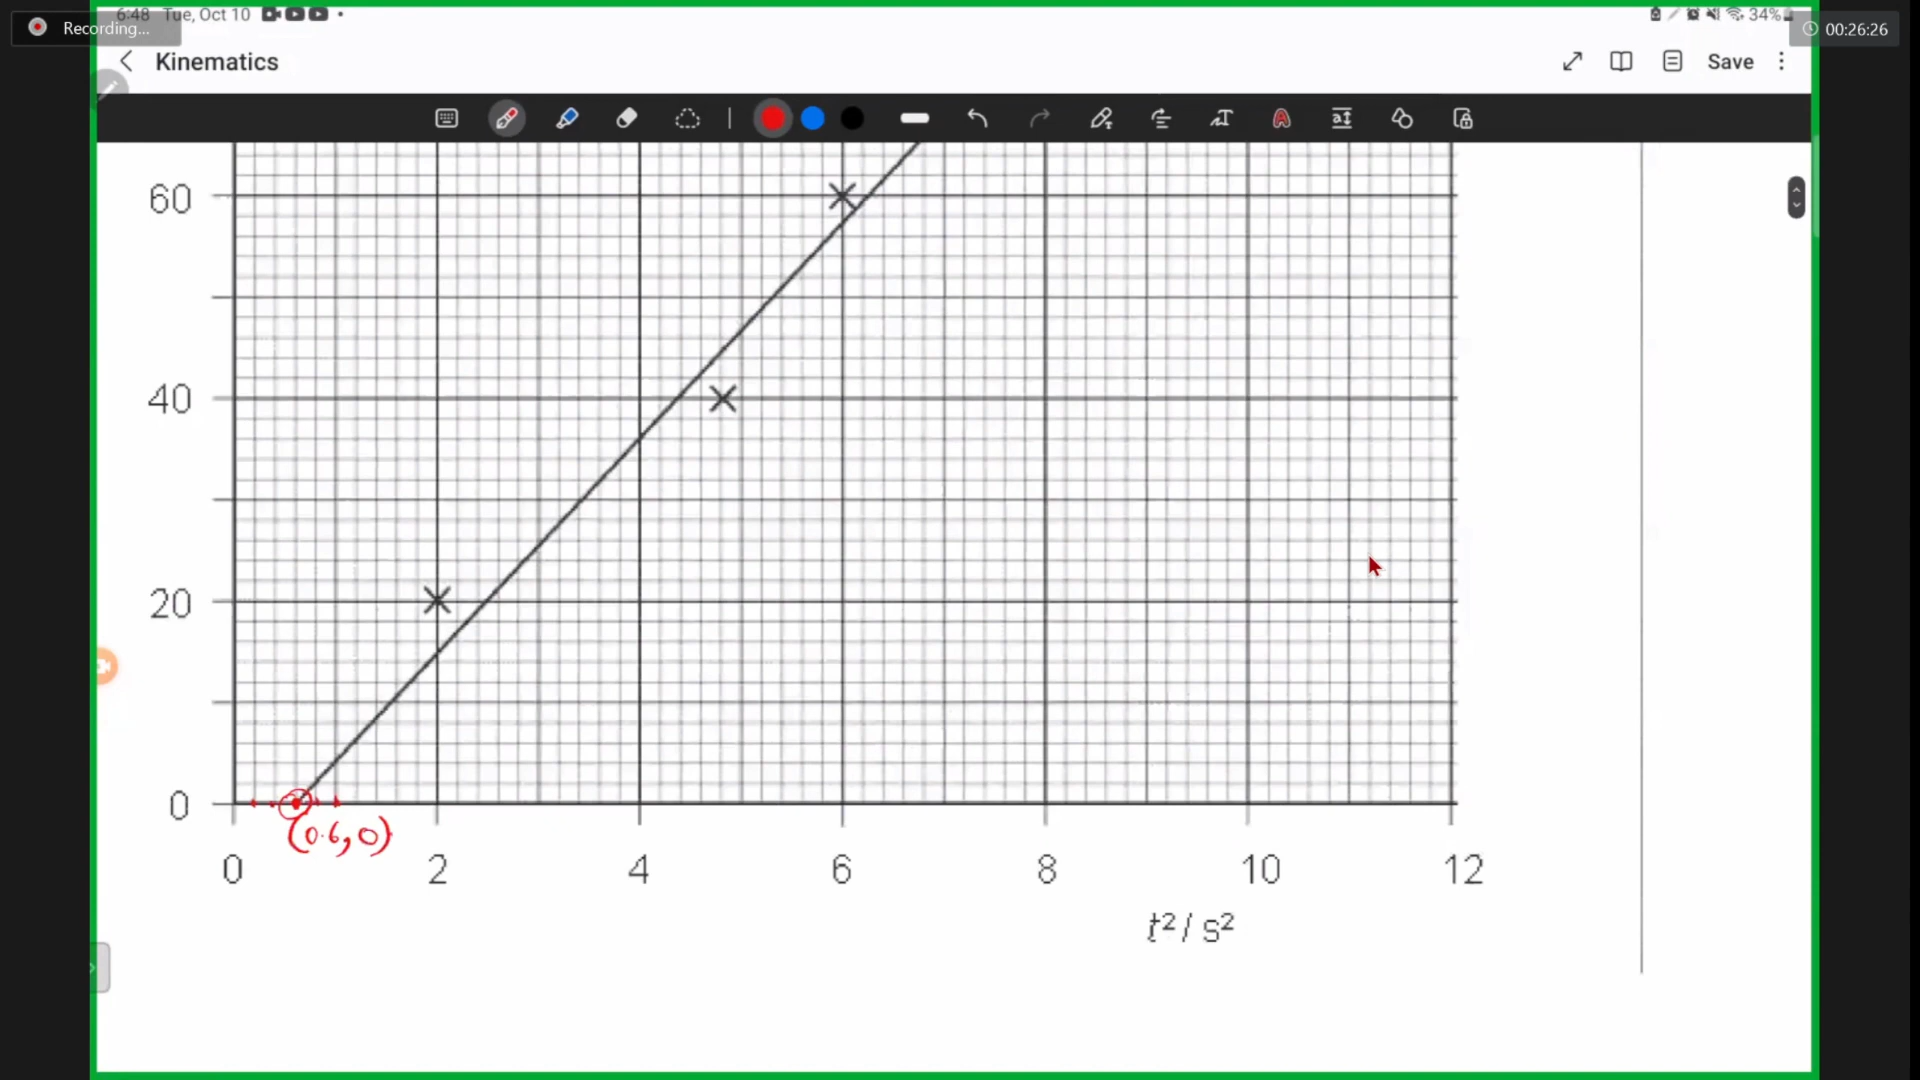 6:48 Tue, Oct 10
34%
Recording...
00:26:26
Kinematics
Save
60
40
20
0
(0.6, 0)
0 2 4 6 8 10 12
t² / s²